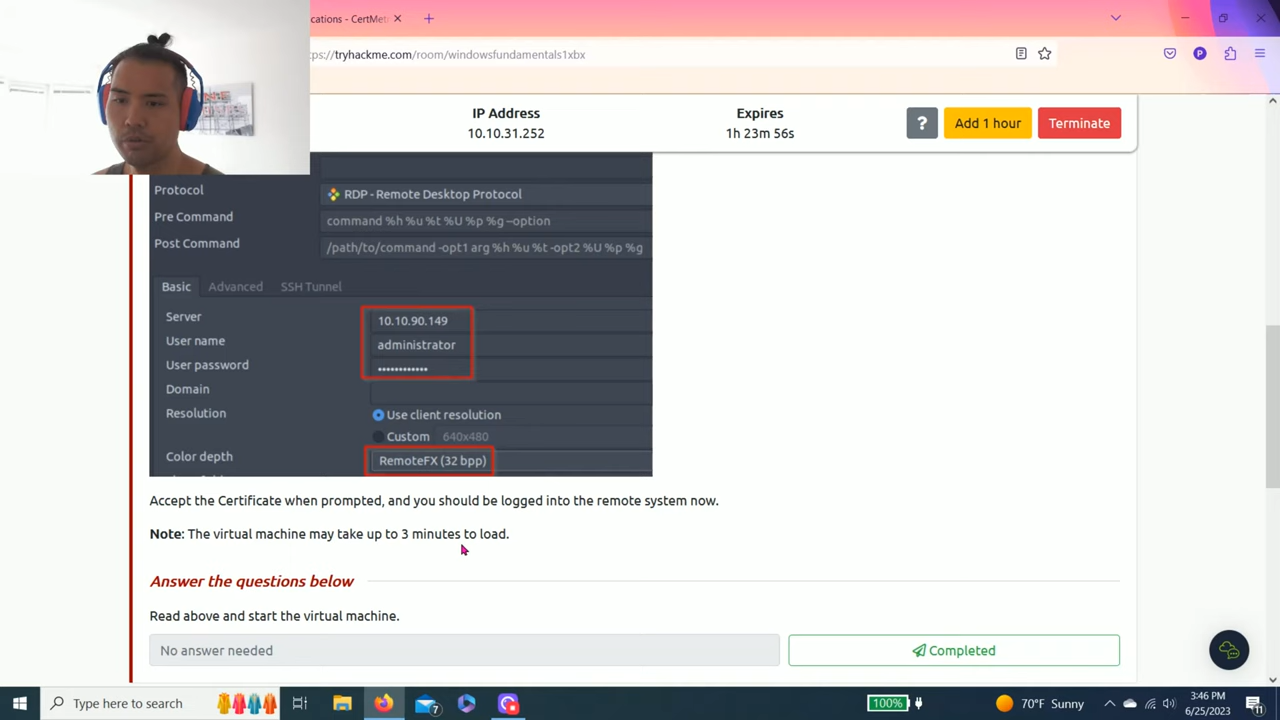 ications - CertMe
ps://tryhackme.com/room/windowsfundamentals1xbx
IP Address
Expires
10.10.31.252
1h 23m 56s
?
Add 1 hour
Terminate
Protocol
RDP - Remote Desktop Protocol
Pre Command
command %h %u %t %U %p %g --option
Post Command
/path/to/command -opt1 arg %h %u %t -opt2 %U %p %g
Basic
Advanced
SSH Tunnel
Server
10.10.90.149
User name
administrator
User password
••••••••••••
Domain
Resolution
Use client resolution
Custom
640x480
Color depth
RemoteFX (32 bpp)
Accept the Certificate when prompted, and you should be logged into the remote system now.
Note: The virtual machine may take up to 3 minutes to load.
Answer the questions below
Read above and start the virtual machine.
No answer needed
Completed
Type here to search
7
100%
70°F Sunny
3:46 PM
6/25/2023
11